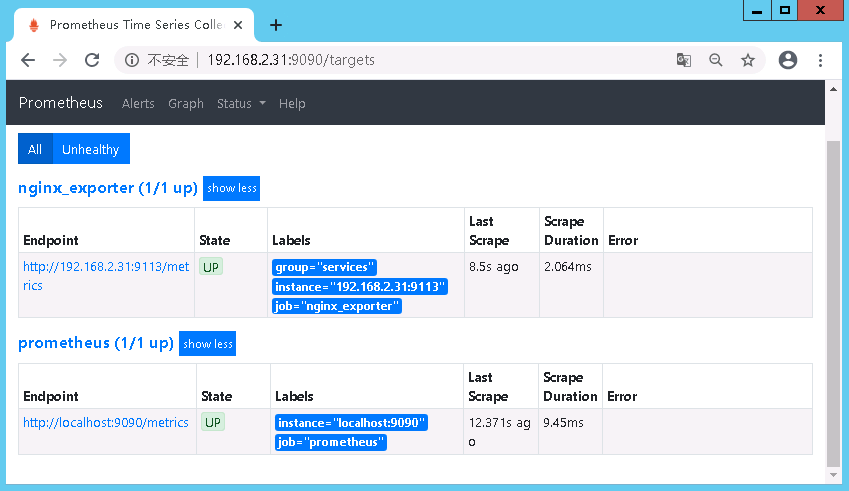 Prometheus Time Series Colle
不安全 | 192.168.2.31:9090/targets
Prometheus Alerts Graph Status Help
All Unhealthy
nginx_exporter (1/1 up) show less
Endpoint State Labels Last Scrape Scrape Duration Error
http://192.168.2.31:9113/met
rics
UP
group="services"
instance="192.168.2.31:9113"
job="nginx_exporter"
8.5s ago
2.064ms
prometheus (1/1 up) show less
Endpoint State Labels Last Scrape Scrape Duration Error
http://localhost:9090/metrics
UP
instance="localhost:9090"
job="prometheus"
12.371s ag
o
9.45ms